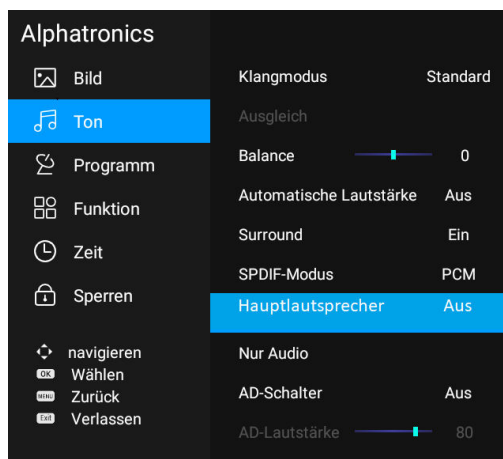 Alphatronics
Bild
Ton
Programm
Funktion
Zeit
Sperren
navigieren
OK Wählen
MENU Zurück
Exit Verlassen
Klangmodus Standard
Ausgleich
Balance 0
Automatische Lautstärke Aus
Surround Ein
SPDIF-Modus PCM
Hauptlautsprecher Aus
Nur Audio
AD-Schalter Aus
AD-Lautstärke 80